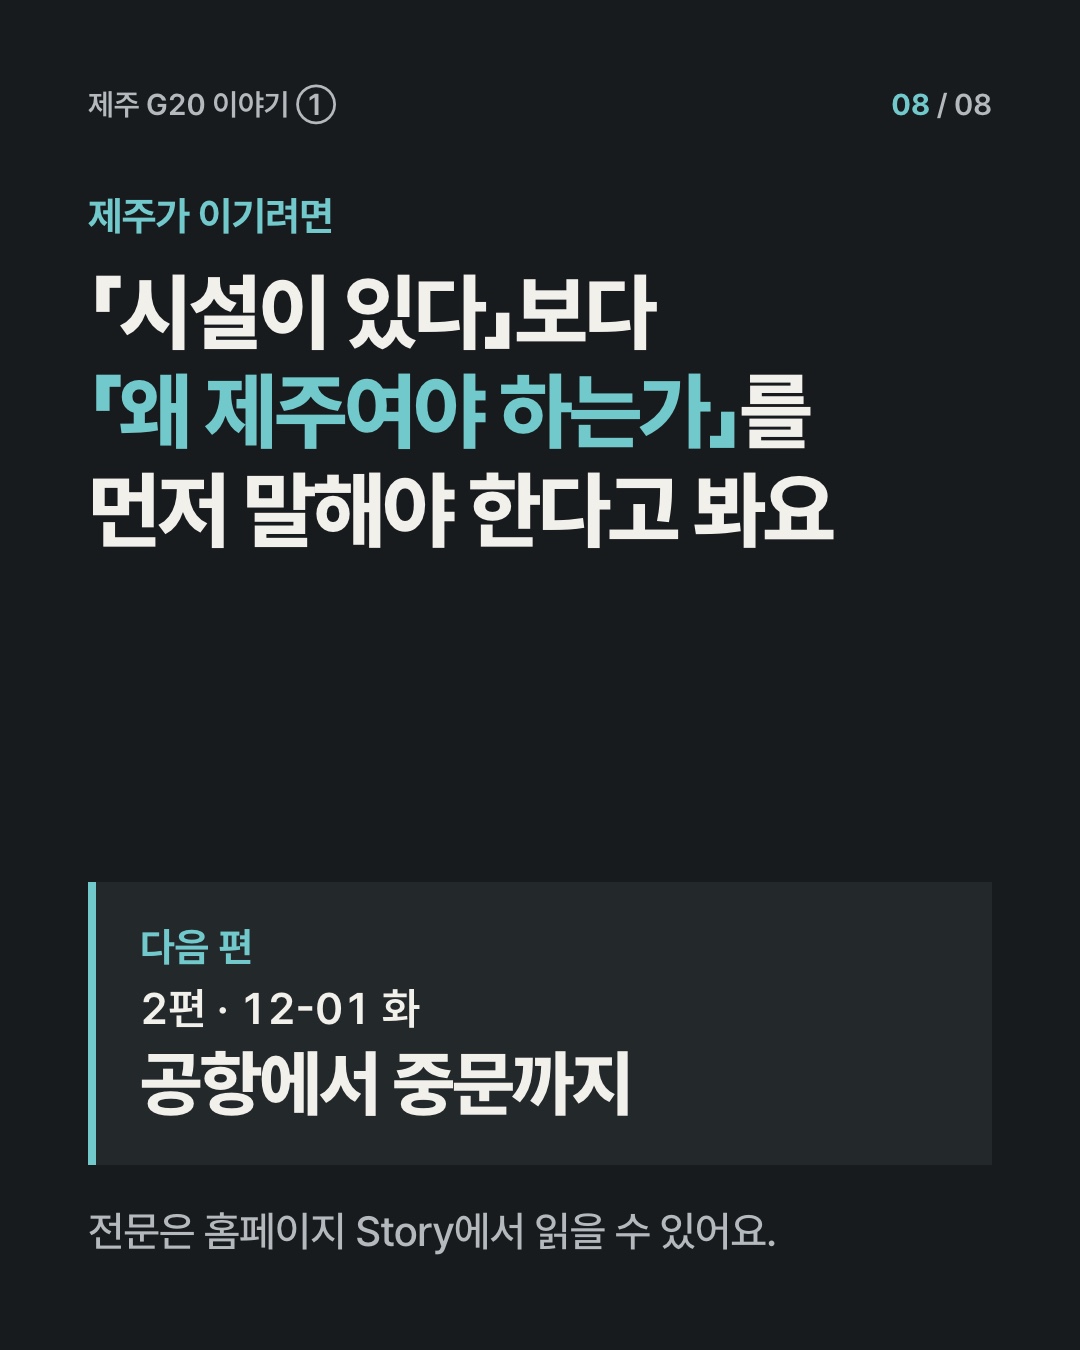 제주 G20 이야기 ①
08 / 08
제주가 이기려면
「시설이 있다」보다
「왜 제주여야 하는가」를
먼저 말해야 한다고 봐요
다음 편
2편 · 12-01 화
공항에서 중문까지
전문은 홈페이지 Story에서 읽을 수 있어요.